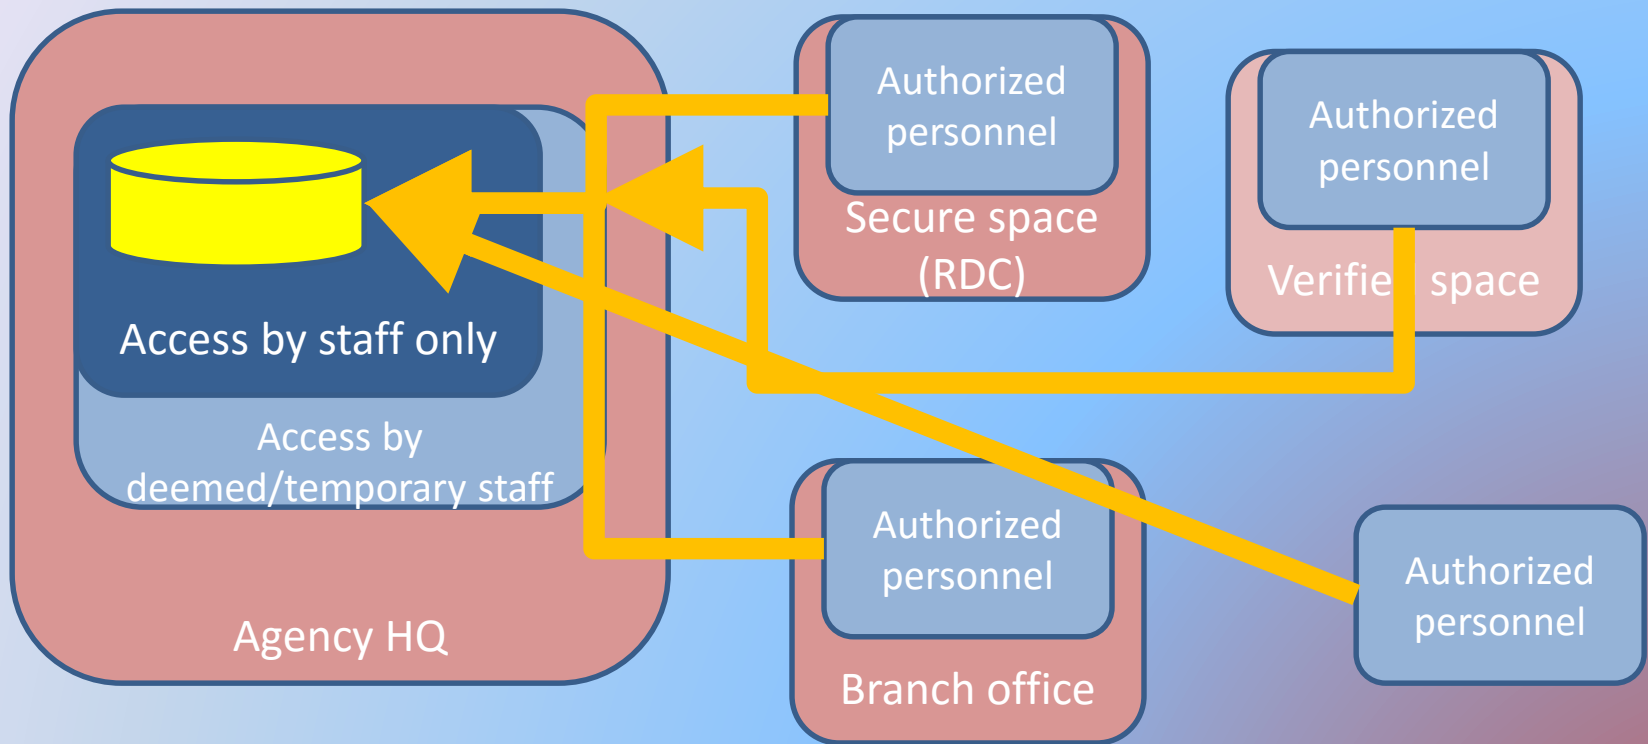 Authorized
personnel
Secure space
(RDC)
Authorized
personnel
Verified space
Access by staff only
Access by
deemed/temporary staff
Agency HQ
Authorized
personnel
Branch office
Authorized
personnel